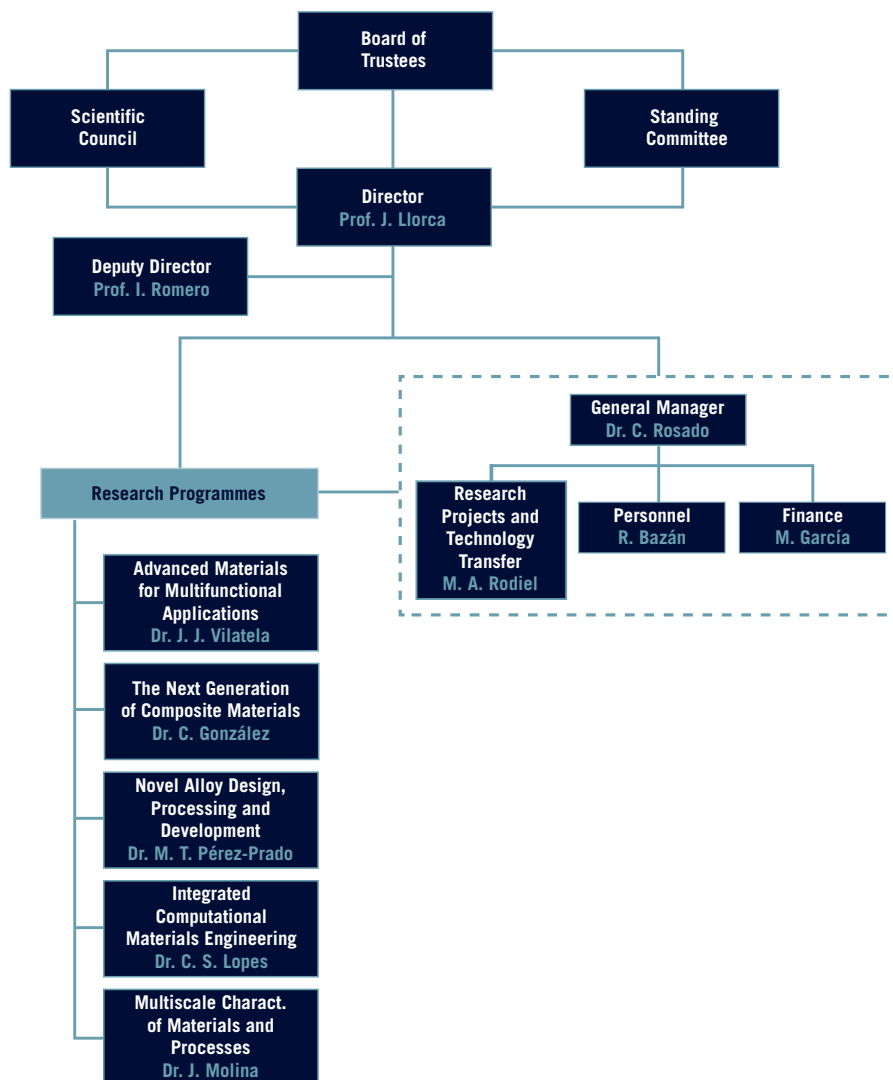 Board of
Trustees
Scientific
Council
Standing
Committee
Director
Prof. J. Llorca
Deputy Director
Prof. I. Romero
General Manager
Dr. C. Rosado
Research Programmes
Research
Projects and
Technology
Transfer
M. A. Rodiel
Personnel
R. Bazán
Finance
M. García
Advanced Materials
for Multifunctional
Applications
Dr. J. J. Vilatela
The Next Generation
of Composite Materials
Dr. C. González
Novel Alloy Design,
Processing and
Development
Dr. M. T. Pérez-Prado
Integrated
Computational
Materials Engineering
Dr. C. S. Lopes
Multiscale Charact.
of Materials and
Processes
Dr. J. Molina